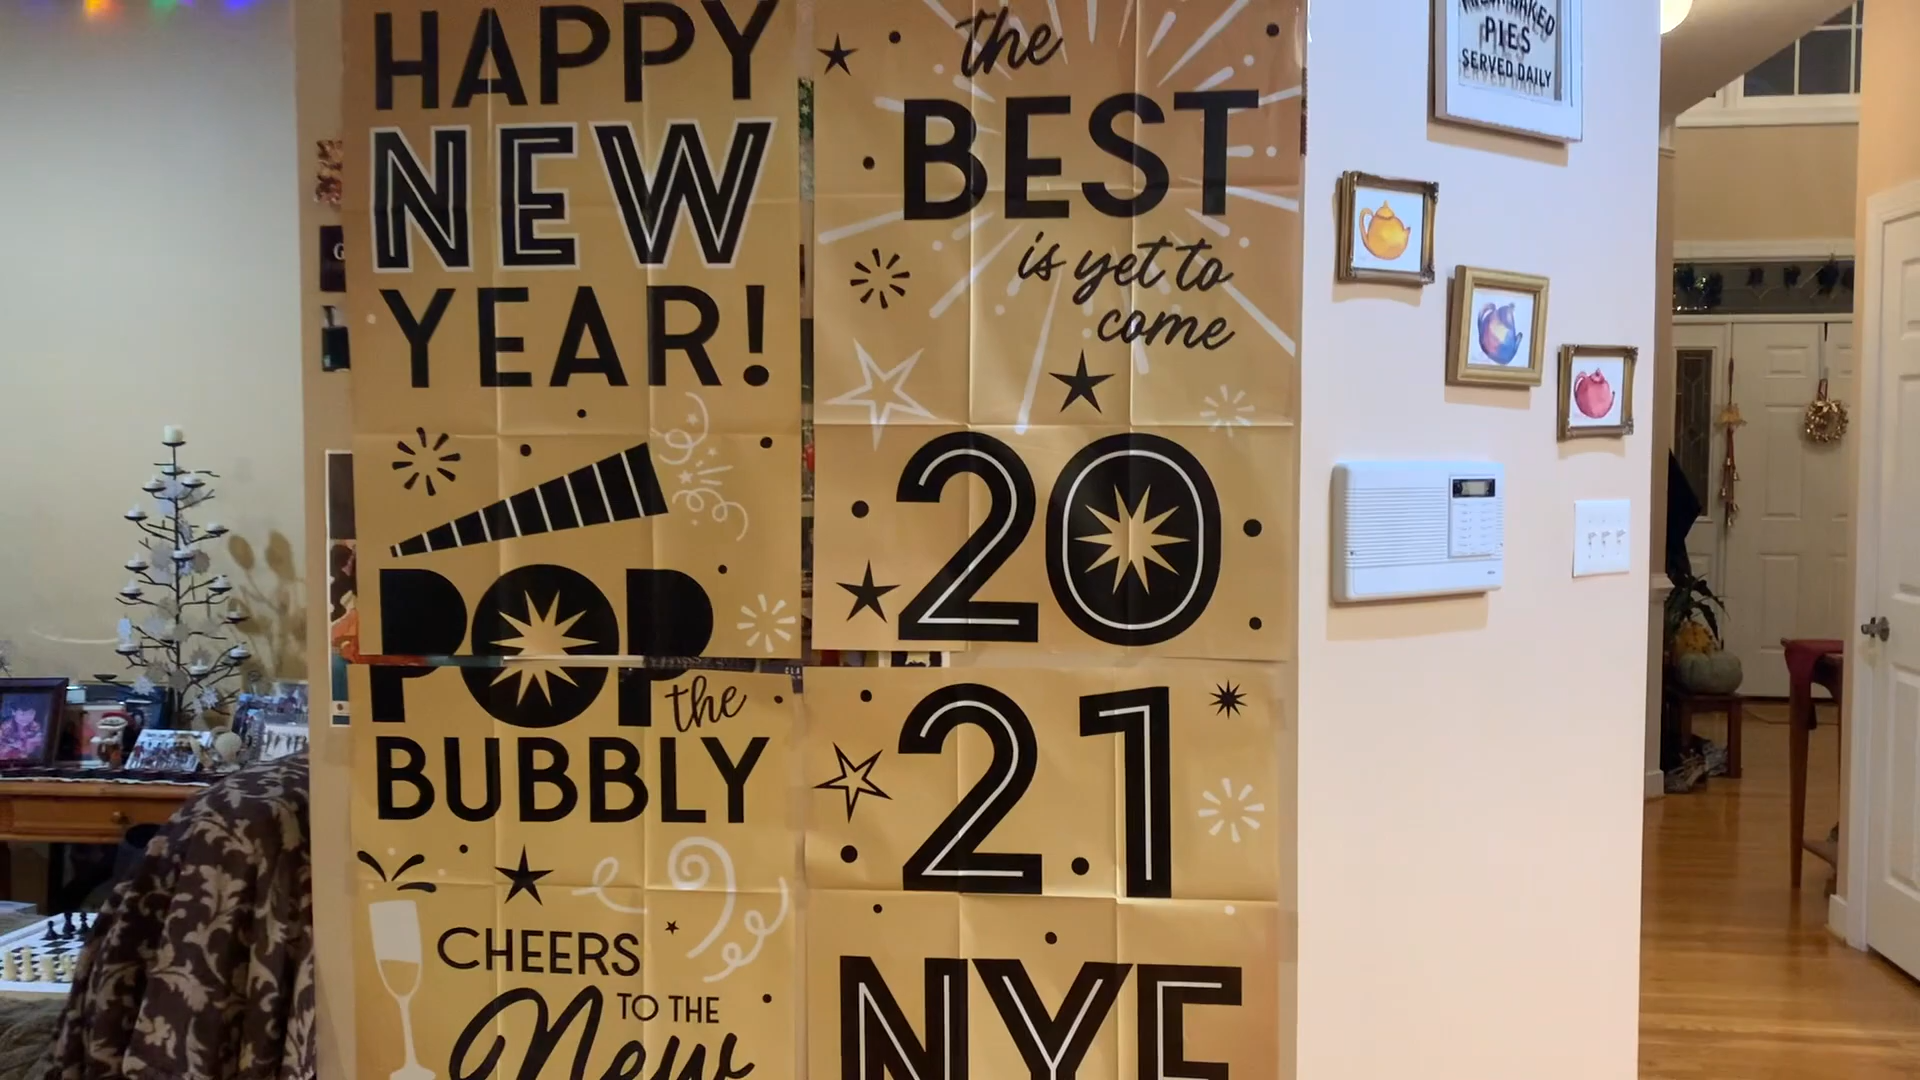 HAPPY
NEW
YEAR!
POP
the
BUBBLY
CHEERS
TO THE
New
the
BEST
is yet to
come
20
21
NYE
PIES
SERVED DAILY